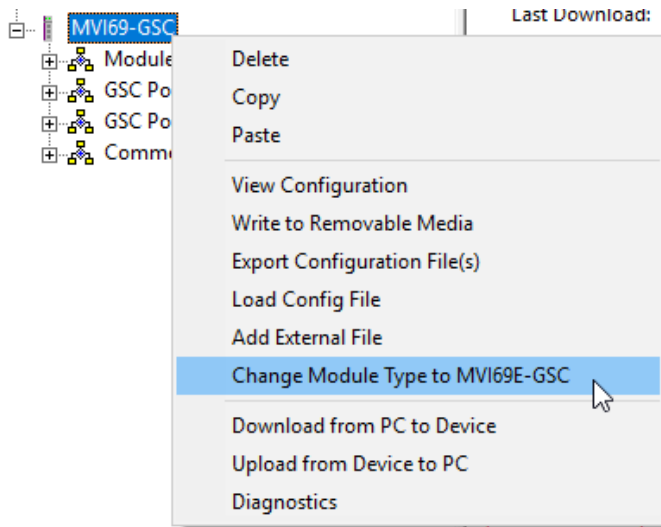 Last Download:
MVI69-GSC
Module
GSC Po
GSC Po
Comm
Delete
Copy
Paste
View Configuration
Write to Removable Media
Export Configuration File(s)
Load Config File
Add External File
Change Module Type to MVI69E-GSC
Download from PC to Device
Upload from Device to PC
Diagnostics